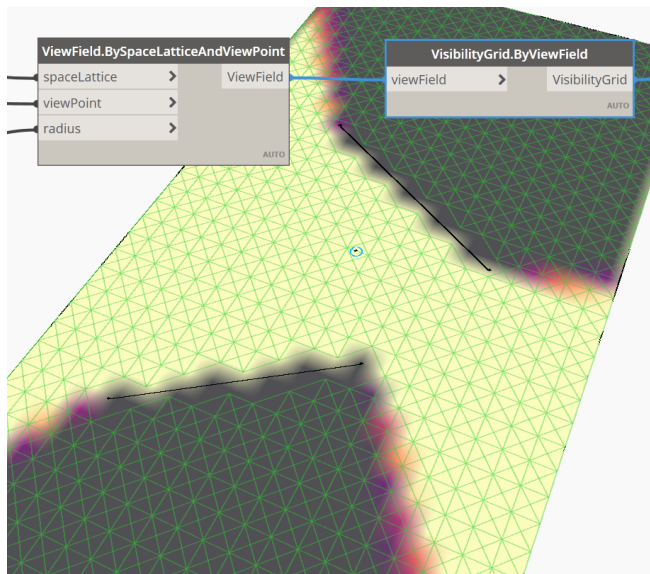 ViewField.BySpaceLatticeAndViewPoint
spaceLattice > ViewField
viewPoint >
radius >
AUTO
VisibilityGrid.ByViewField
viewField > VisibilityGrid
AUTO